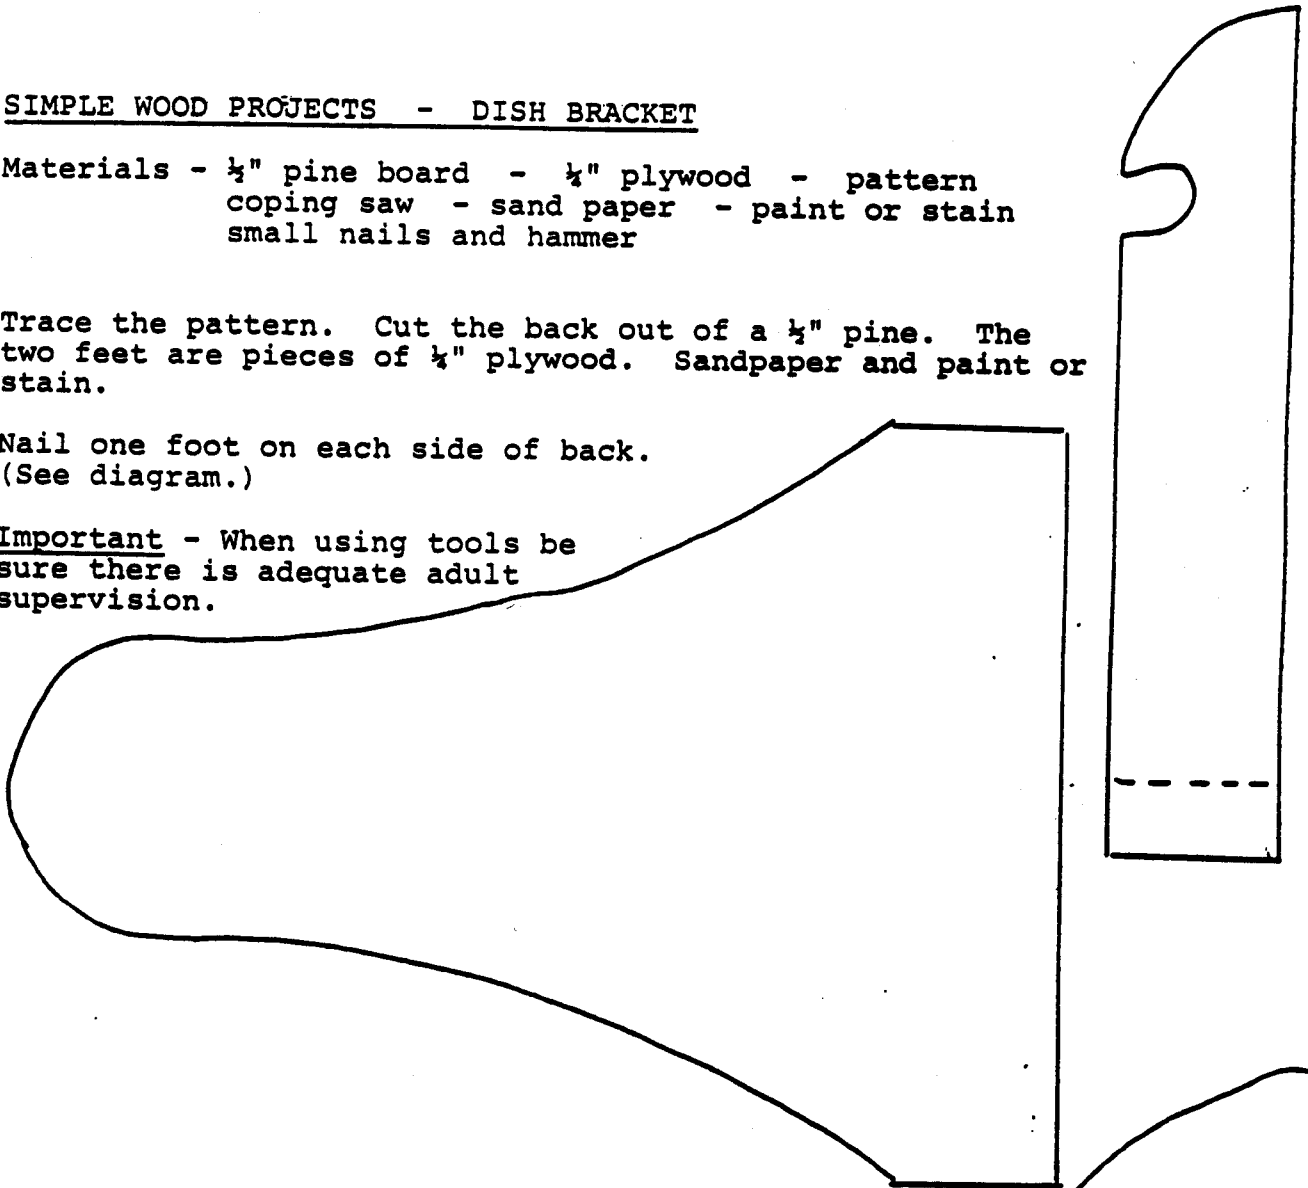 SIMPLE WOOD PROJECTS - DISH BRACKET
Materials - ½" pine board - ¼" plywood - pattern
coping saw - sand paper - paint or stain
small nails and hammer
Trace the pattern. Cut the back out of a ½" pine. The
two feet are pieces of ¼" plywood. Sandpaper and paint or
stain.
Nail one foot on each side of back.
(See diagram.)
Important - When using tools be
sure there is adequate adult
supervision.